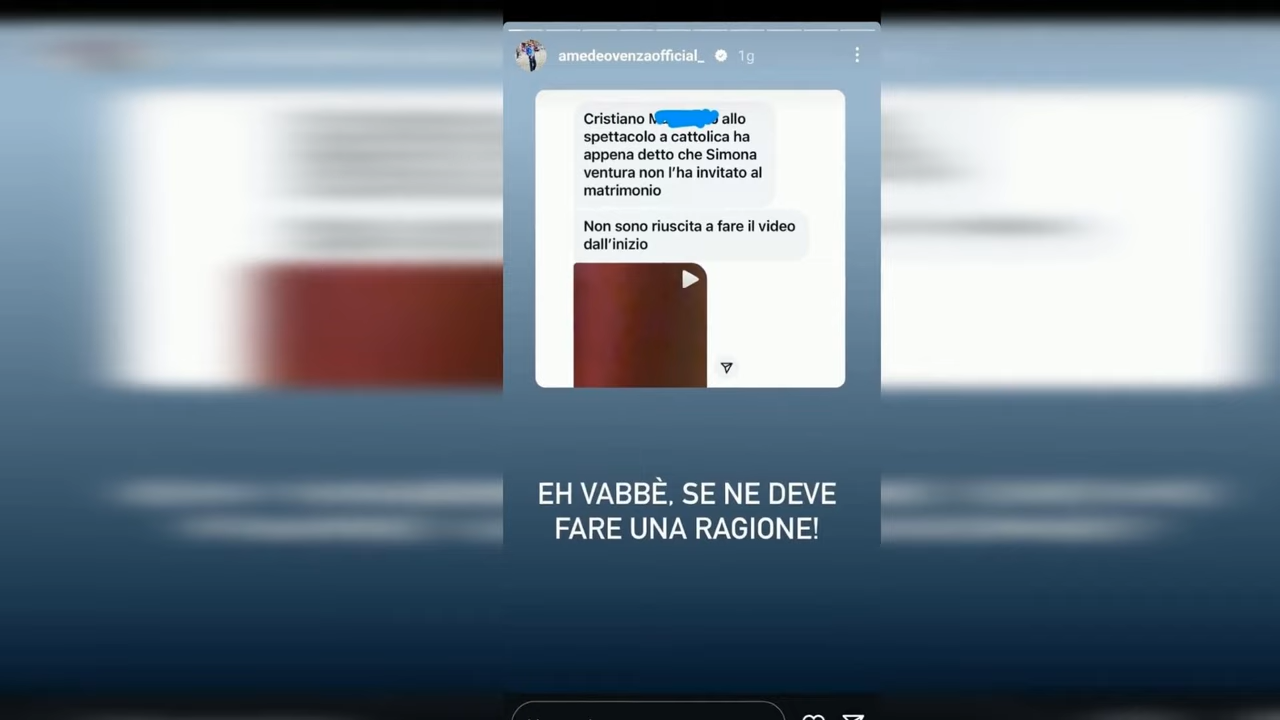 amedeovenzaofficial_ 1g
Cristiano allo
spettacolo a cattolica ha
appena detto che Simona
ventura non l'ha invitato al
matrimonio
Non sono riuscita a fare il video
dall'inizio
EH VABBÈ, SE NE DEVE
FARE UNA RAGIONE!